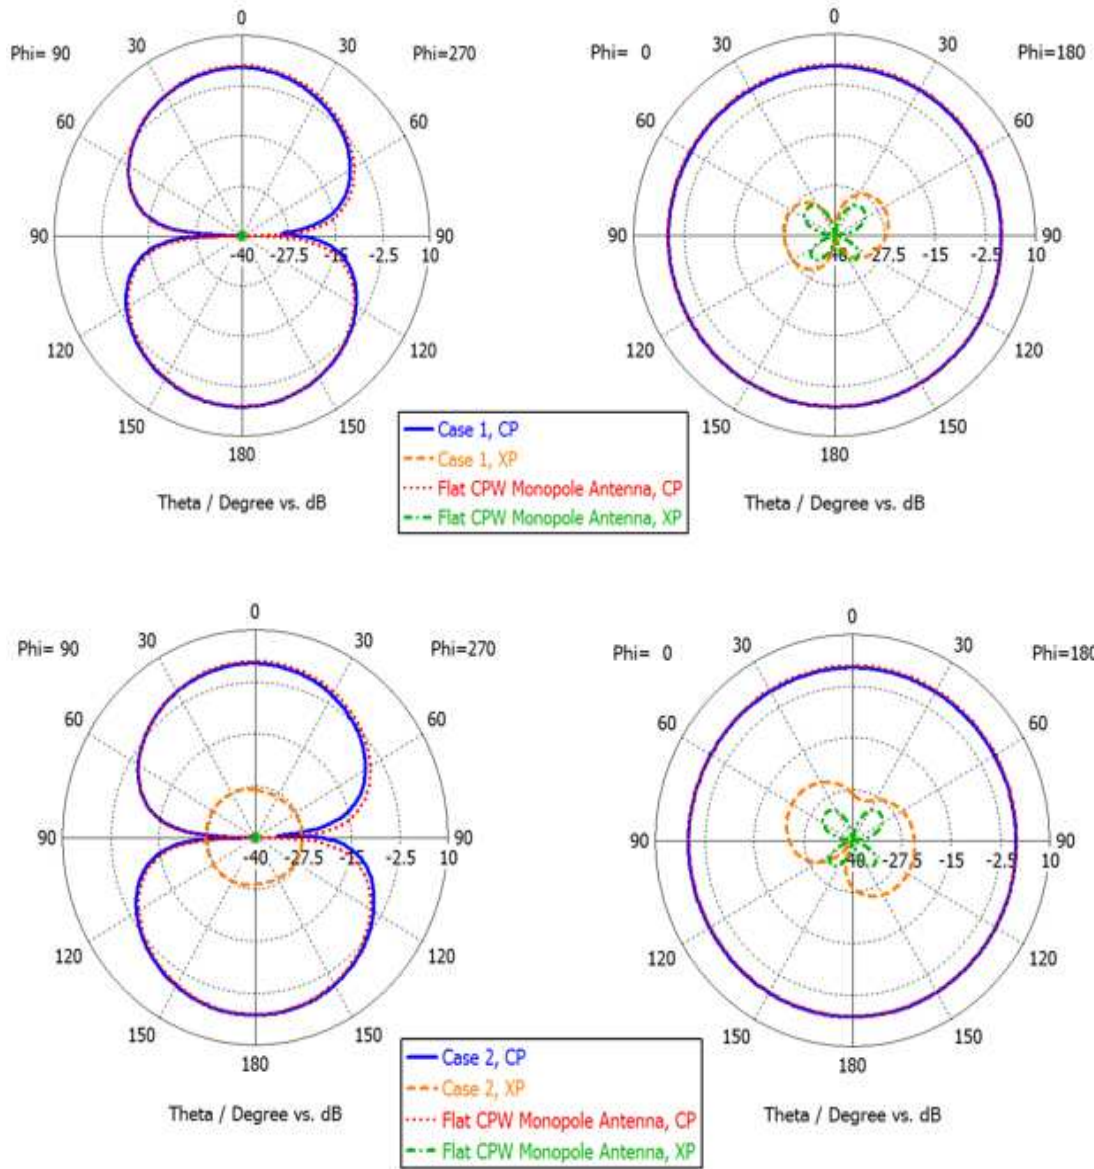 0
Phi= 90 30 30 Phi=270
60 60
90 90
-40 -27.5 -15 -2.5 10
120 120
150 150
180
Theta / Degree vs. dB
0
Phi= 0 30 30 Phi=180
60 60
90 90
-40 -27.5 -15 -2.5 10
120 120
150 150
180
Theta / Degree vs. dB
Case 1, CP
Case 1, XP
Flat CPW Monopole Antenna, CP
Flat CPW Monopole Antenna, XP
0
Phi= 90 30 30 Phi=270
60 60
90 90
-40 -27.5 -15 -2.5 10
120 120
150 150
180
Theta / Degree vs. dB
0
Phi= 0 30 30 Phi=180
60 60
90 90
-40 -27.5 -15 -2.5 10
120 120
150 150
180
Theta / Degree vs. dB
Case 2, CP
Case 2, XP
Flat CPW Monopole Antenna, CP
Flat CPW Monopole Antenna, XP